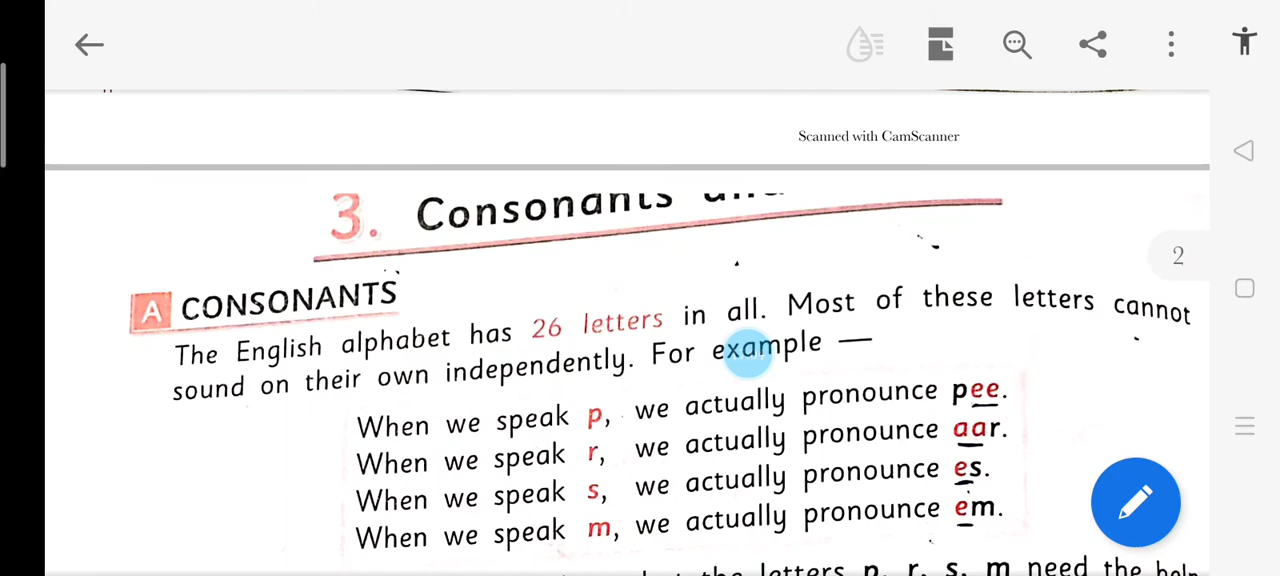 Scanned with CamScanner
3. Consonants
2
A CONSONANTS
The English alphabet has 26 letters in all. Most of these letters cannot
sound on their own independently. For example —
When we speak p, we actually pronounce pee.
When we speak r, we actually pronounce aar.
When we speak s, we actually pronounce es.
When we speak m, we actually pronounce em.
the letters p, r, s, m need the help